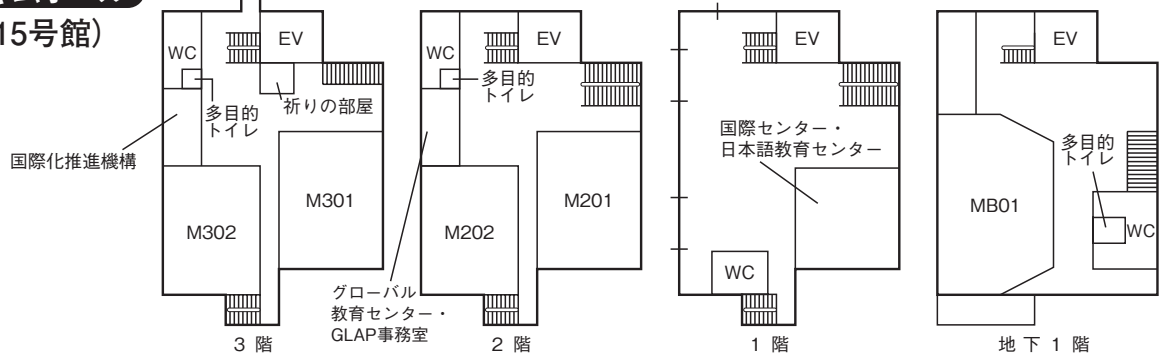 15号館)
WC
EV
多目的
トイレ
祈りの部屋
国際化推進機構
M301
M302
3 階
WC
EV
多目的
トイレ
M201
M202
グローバル
教育センター・
GLAP事務室
2 階
EV
国際センター・
日本語教育センター
WC
1 階
EV
多目的
トイレ
MB01
WC
地 下 1 階